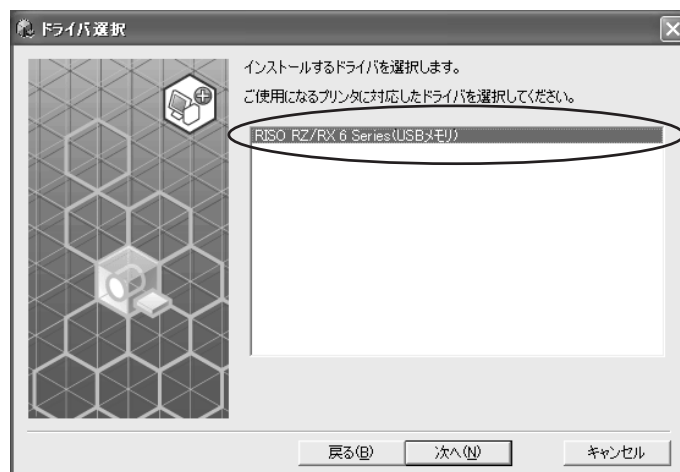 ドライバ選択
インストールするドライバを選択します。
ご使用になるプリンタに対応したドライバを選択してください。
RISO RZ/RX 6 Series(USBメモリ)
戻る(B)
次へ(N)
キャンセル